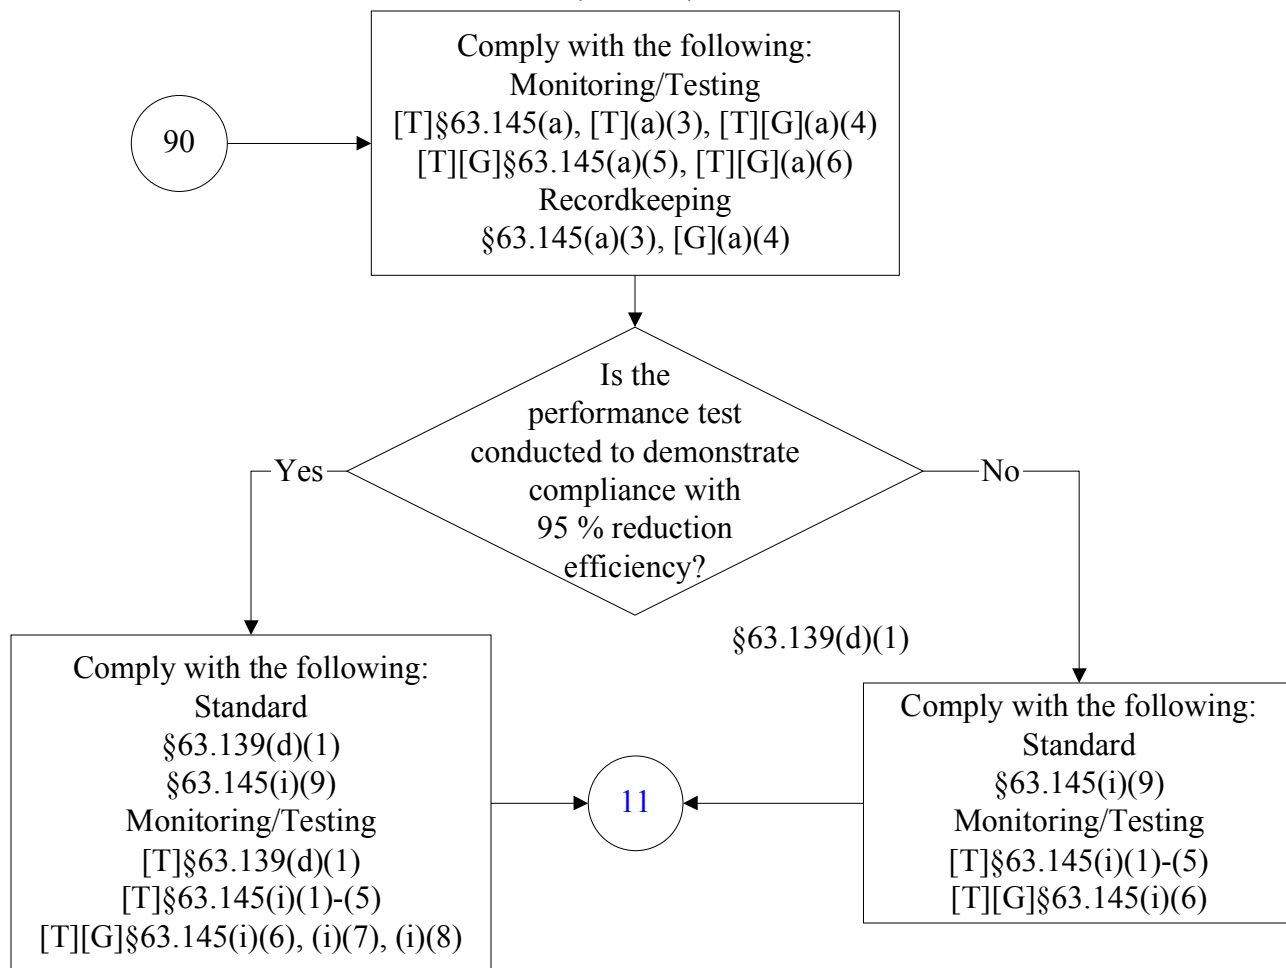 Comply with the following:
Monitoring/Testing
[T]§63.145(a), [T](a)(3), [T][G](a)(4)
[T][G]§63.145(a)(5), [T][G](a)(6)
Recordkeeping
§63.145(a)(3), [G](a)(4)
90
Is the
performance test
conducted to demonstrate
compliance with
95 % reduction
efficiency?
Yes
No
§63.139(d)(1)
Comply with the following:
Standard
§63.139(d)(1)
§63.145(i)(9)
Monitoring/Testing
[T]§63.139(d)(1)
[T]§63.145(i)(1)-(5)
[T][G]§63.145(i)(6), (i)(7), (i)(8)
11
Comply with the following:
Standard
§63.145(i)(9)
Monitoring/Testing
[T]§63.145(i)(1)-(5)
[T][G]§63.145(i)(6)